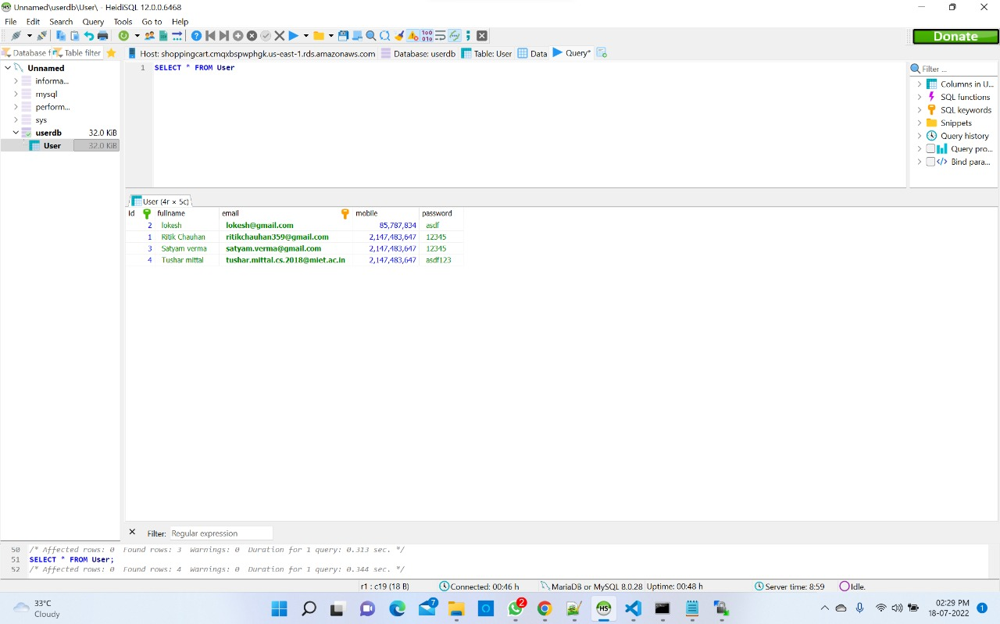 Unnamed\userdb\User\ - HeidiSQL 12.0.0.6468
File Edit Search Query Tools Go to Help
Donate
Database f Table filter
Host: shoppingcart.cmqxbspwphgk.us-east-1.rds.amazonaws.com Database: userdb Table: User Data Query*
Unnamed
informa...
mysql
perform...
sys
userdb 32.0 KiB
User 32.0 KiB
1 SELECT * FROM User
Filter ...
Columns in U...
SQL functions
SQL keywords
Snippets
Query history
Query pro...
Bind para...
User (4r × 5c)
id fullname email mobile password
2 lokesh lokesh@gmail.com 85,787,834 asdf
1 Ritik Chauhan ritikchauhan359@gmail.com 2,147,483,647 12345
3 Satyam verma satyam.verma@gmail.com 2,147,483,647 12345
4 Tushar mittal tushar.mittal.cs.2018@miet.ac.in 2,147,483,647 asdf123
Filter: Regular expression
50 /* Affected rows: 0 Found rows: 3 Warnings: 0 Duration for 1 query: 0.313 sec. */
51 SELECT * FROM User;
52 /* Affected rows: 0 Found rows: 4 Warnings: 0 Duration for 1 query: 0.344 sec. */
r1 : c19 (18 B) Connected: 00:46 h MariaDB or MySQL 8.0.28 Uptime: 00:48 h Server time: 8:59 Idle.
33°C
Cloudy
7
2
HS
02:29 PM
18-07-2022
1